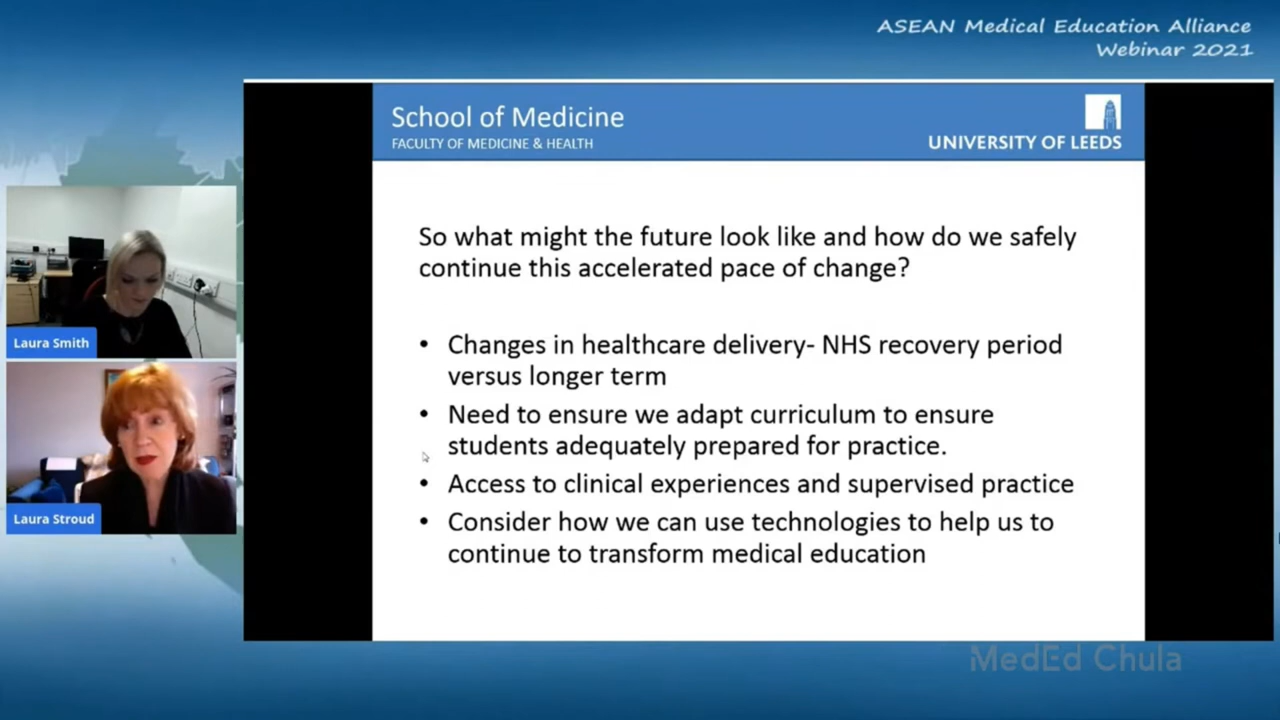 ASEAN Medical Education Alliance
Webinar 2021
School of Medicine
FACULTY OF MEDICINE & HEALTH
UNIVERSITY OF LEEDS
So what might the future look like and how do we safely
continue this accelerated pace of change?
• Changes in healthcare delivery- NHS recovery period
versus longer term
• Need to ensure we adapt curriculum to ensure
students adequately prepared for practice.
• Access to clinical experiences and supervised practice
• Consider how we can use technologies to help us to
continue to transform medical education
Laura Smith
Laura Stroud
MedEd Chula